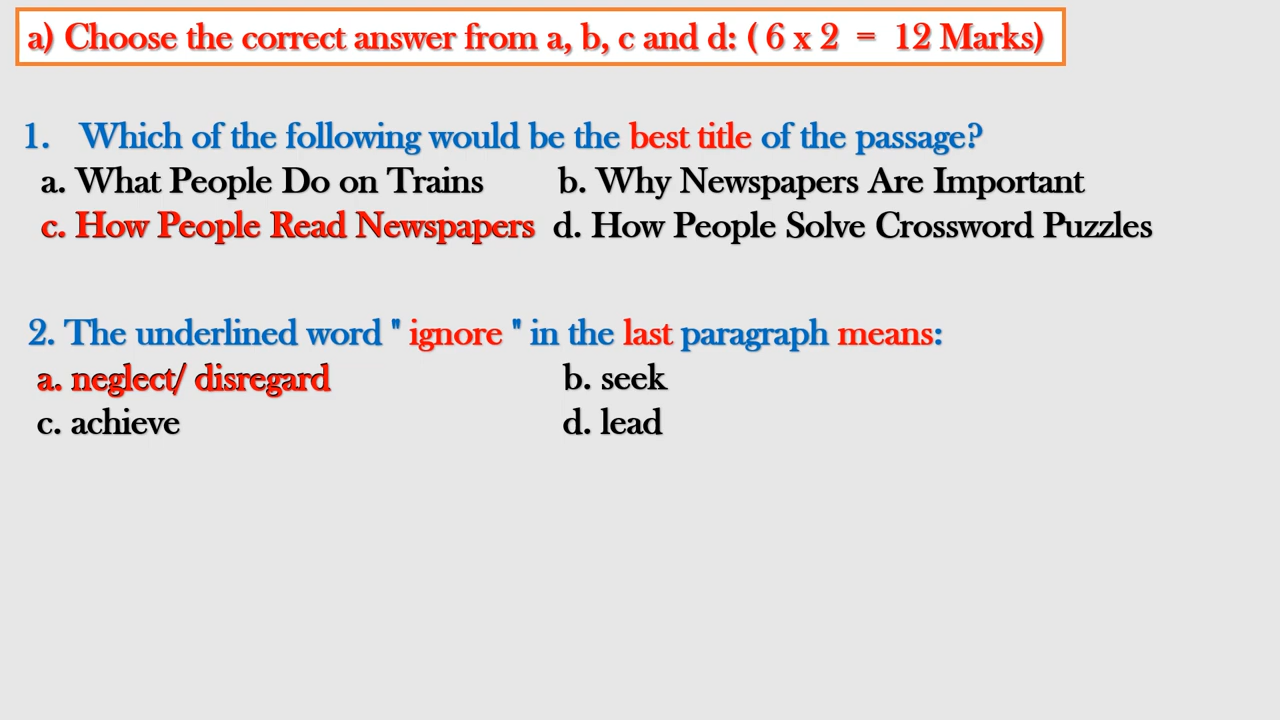 a) Choose the correct answer from a, b, c and d: ( 6 x 2 = 12 Marks)
1. Which of the following would be the best title of the passage?
a. What People Do on Trains b. Why Newspapers Are Important
c. How People Read Newspapers d. How People Solve Crossword Puzzles
2. The underlined word " ignore " in the last paragraph means:
a. neglect/ disregard b. seek
c. achieve d. lead